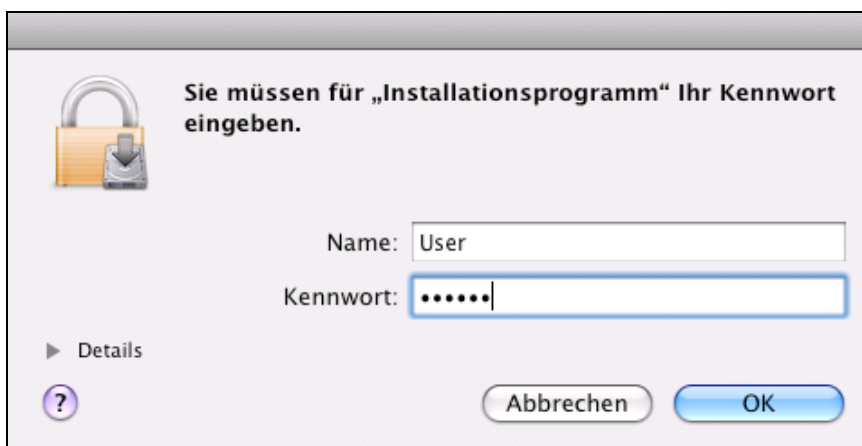 Sie müssen für „Installationsprogramm“ Ihr Kennwort
eingeben.
Name: User
Kennwort: ••••••
Details
? Abbrechen OK